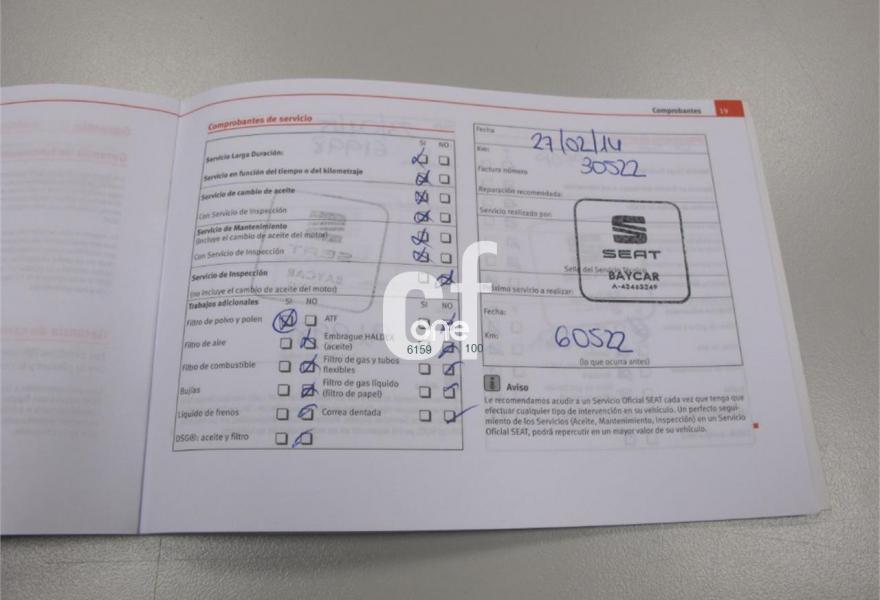 Comprobantes 19
Comprobantes de servicio
SI NO
Servicio Larga Duración:
Servicio en función del tiempo o del kilometraje
Servicio de cambio de aceite
Con Servicio de Inspección
Servicio de Mantenimiento
(incluye el cambio de aceite del motor)
Con Servicio de Inspección
Servicio de Inspección
(no incluye el cambio de aceite del motor)
Trabajos adicionales SI NO SI NO
Filtro de polvo y polen ATF
Filtro de aire Embrague HALDEX
(aceite)
Filtro de combustible Filtro de gas y tubos
flexibles
Bujías Filtro de gas líquido
(filtro de papel)
Líquido de frenos Correa dentada
DSG®: aceite y filtro
Fecha
27/02/14
Km:
30522
Factura número
Reparación recomendada:
Servicio realizado por:
SEAT
Sello del Servicio
BAYCAR
Próximo servicio a realizar:
Fecha:
Km:
60522
(lo que ocurra antes)
i Aviso
Le recomendamos acudir a un Servicio Oficial SEAT cada vez que tenga que
efectuar cualquier tipo de intervención en su vehículo. Un perfecto segui-
miento de los Servicios (Aceite, Mantenimiento, Inspección) en un Servicio
Oficial SEAT, podrá repercutir en un mayor valor de su vehículo.
cf
one
6159 100